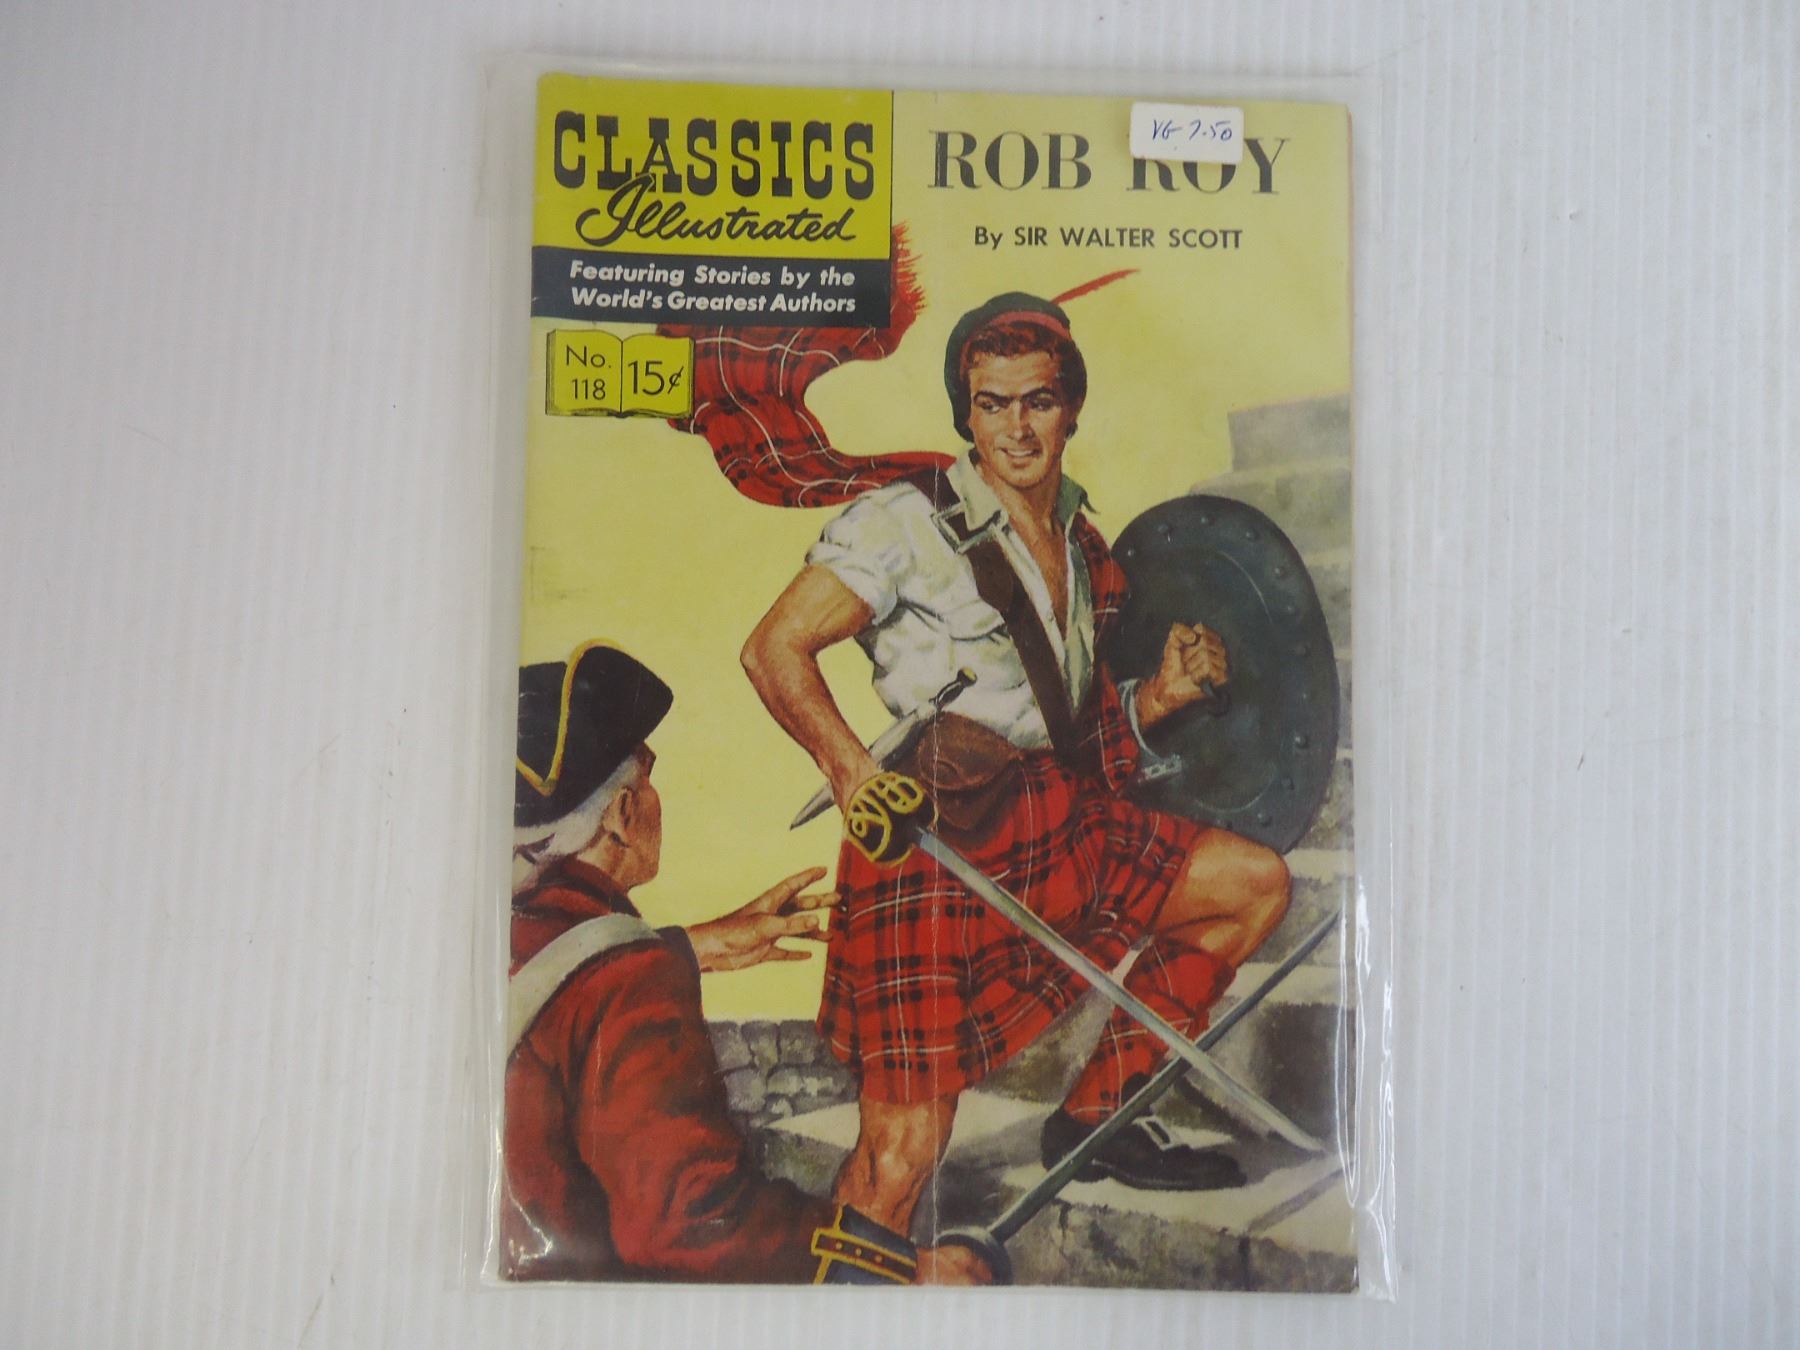 CLASSICS
Illustrated
Featuring Stories by the
World's Greatest Authors
No.
118
15¢
ROB ROY
VG 7.50
By SIR WALTER SCOTT